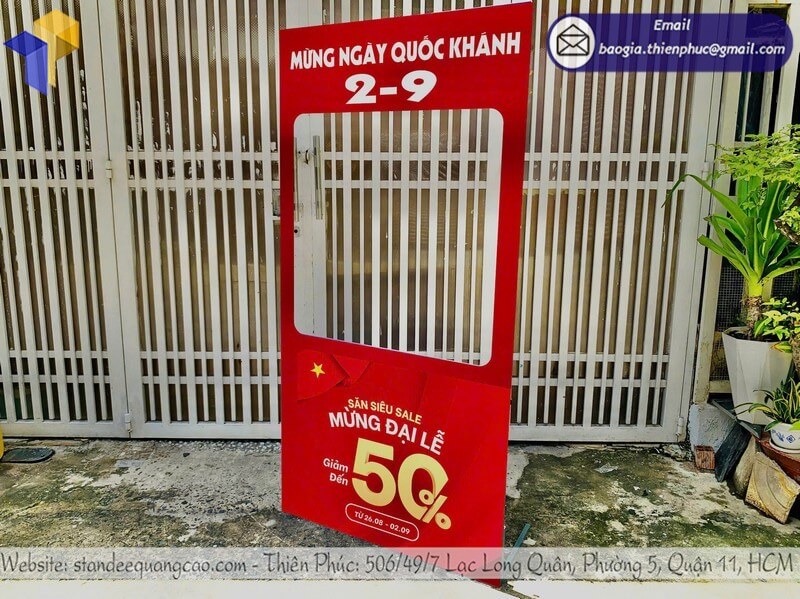 Email
baogia.thienphuc@gmail.com
MỪNG NGÀY QUỐC KHÁNH
2-9
SĂN SIÊU SALE
MỪNG ĐẠI LỄ
Giảm
Đến
50%
TỪ 26.08 - 02.09
Website: standeequangcao.com - Thiên Phúc: 506/49/7 Lạc Long Quân, Phường 5, Quận 11, HCM